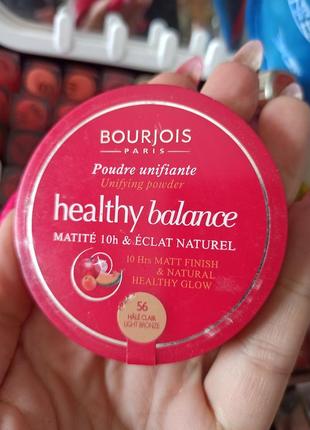 BOURJOIS
PARIS
Poudre unifiante
Unifying powder
healthy balance
MATITÉ 10h & ÉCLAT NATUREL
10 Hrs MATT FINISH
& NATURAL
HEALTHY GLOW
56
HÂLÉ CLAIR
LIGHT BRONZE